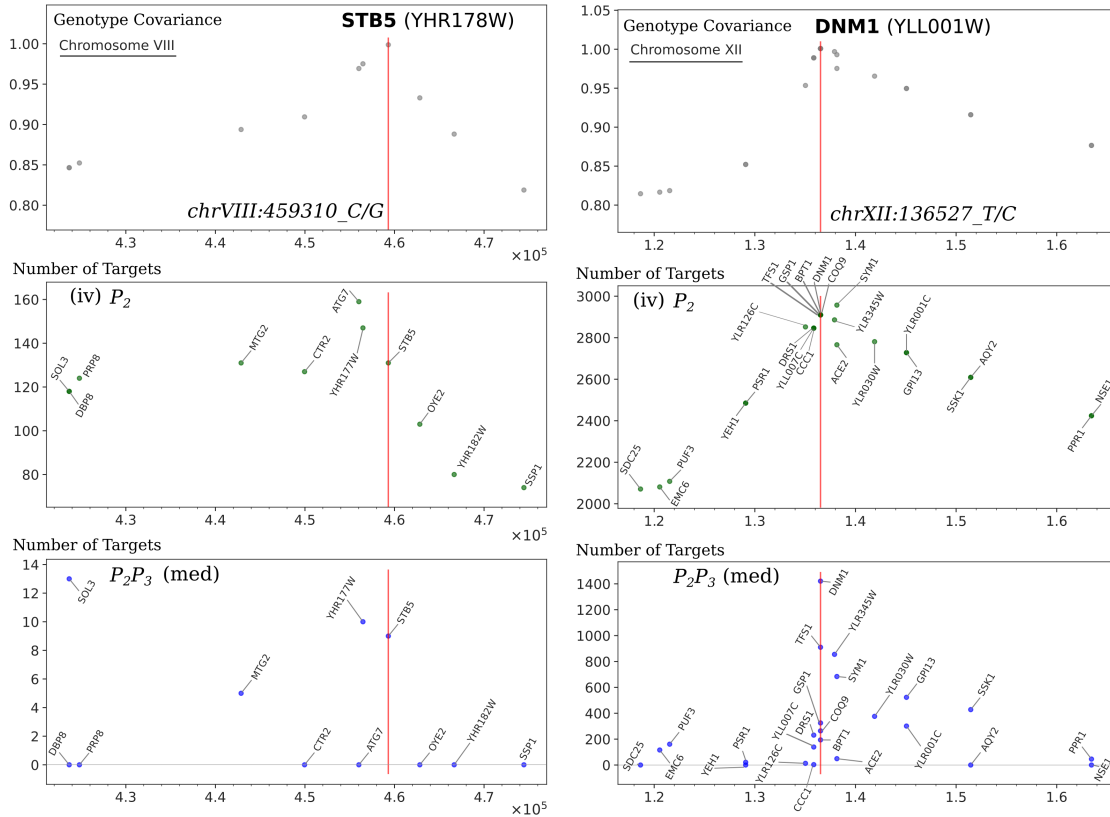 STB5 (YHR178W)
Genotype Covariance
Chromosome VIII
1.00
0.95
0.90
0.85
0.80
chrVIII:459310_C/G
4.3
4.4
4.5
4.6
4.7
×10⁵
DNM1 (YLL001W)
Genotype Covariance
Chromosome XII
1.05
1.00
0.95
0.90
0.85
0.80
chrXII:136527_T/C
1.2
1.3
1.4
1.5
1.6
Number of Targets
(iv) P₂
160
140
120
100
80
SOL3
PRP8
DBP8
MTG2
CTR2
ATG7
YHR177W
STB5
OYE2
YHR182W
SSP1
4.3
4.4
4.5
4.6
4.7
×10⁵
Number of Targets
(iv) P₂
3000
2800
2600
2400
2200
2000
SDC25
EMC6
PUF3
YEH1
PSR1
YLR126C
DRS1
YLL007C
CCC1
TFS1
GSP1
BPT1
DNM1
COQ9
SYM1
YLR345W
ACE2
YLR030W
YLR001C
GPI13
SSK1
AQY2
PPR1
NSE1
1.2
1.3
1.4
1.5
1.6
Number of Targets
P₂P₃ (med)
14
12
10
8
6
4
2
0
SOL3
DBP8
PRP8
MTG2
CTR2
YHR177W
ATG7
STB5
OYE2
YHR182W
SSP1
4.3
4.4
4.5
4.6
4.7
×10⁵
Number of Targets
P₂P₃ (med)
1400
1200
1000
800
600
400
200
0
SDC25
EMC6
PUF3
YEH1
PSR1
YLR126C
YLL007C
DRS1
CCC1
GSP1
TFS1
DNM1
COQ9
BPT1
YLR345W
SYM1
ACE2
YLR030W
GPI13
YLR001C
SSK1
AQY2
PPR1
NSE1
1.2
1.3
1.4
1.5
1.6